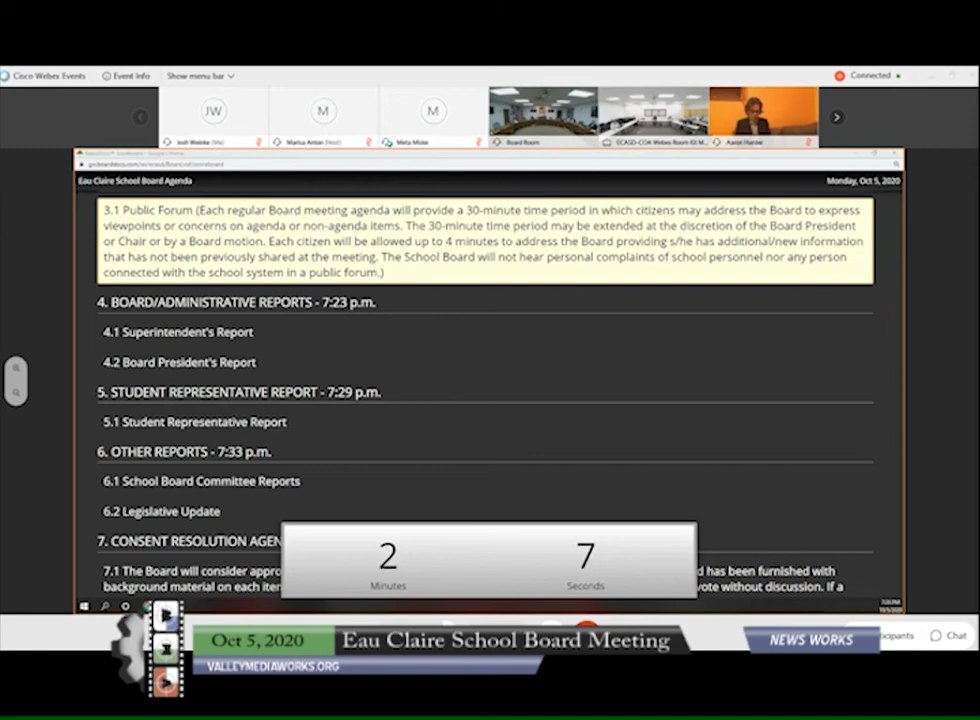 Cisco Webex Events
Event Info
Show menu bar
Connected
JW
M
M
Josh Weinke (Me)
Marisa Anton (Host)
Meta Miske
Board Room
Aaron Harder
Eau Claire School Board Agenda
Monday, Oct 5, 2020
3.1 Public Forum (Each regular Board meeting agenda will provide a 30-minute time period in which citizens may address the Board to express
viewpoints or concerns on agenda or non-agenda items. The 30-minute time period may be extended at the discretion of the Board President
or Chair or by a Board motion. Each citizen will be allowed up to 4 minutes to address the Board providing s/he has additional/new information
that has not been previously shared at the meeting. The School Board will not hear personal complaints of school personnel nor any person
connected with the school system in a public forum.)
4. BOARD/ADMINISTRATIVE REPORTS - 7:23 p.m.
4.1 Superintendent's Report
4.2 Board President's Report
5. STUDENT REPRESENTATIVE REPORT - 7:29 p.m.
5.1 Student Representative Report
6. OTHER REPORTS - 7:33 p.m.
6.1 School Board Committee Reports
6.2 Legislative Update
7. CONSENT RESOLUTION AGEN
7.1 The Board will consider appro
d has been furnished with
background material on each iter
vote without discussion. If a
2
7
Minutes
Seconds
icipants
Chat
Oct 5, 2020
Eau Claire School Board Meeting
NEWS WORKS
VALLEYMEDIAWORKS.ORG